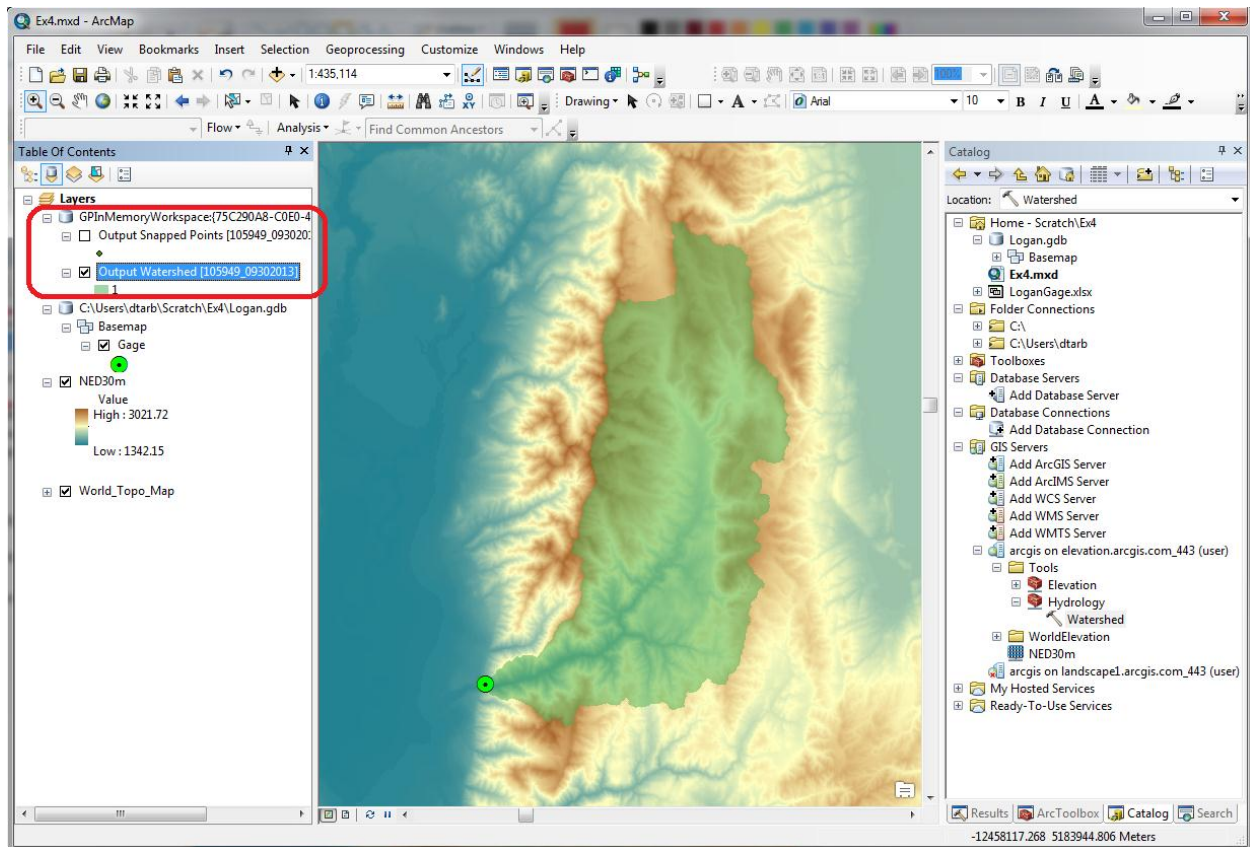 Ex4.mxd - ArcMap
File Edit View Bookmarks Insert Selection Geoprocessing Customize Windows Help
1:435,114
100%
Drawing
Arial
10
B I U A
Flow
Analysis
Find Common Ancestors
Table Of Contents
Layers
GPInMemoryWorkspace:{75C290A8-C0E0-4
Output Snapped Points [105949_093020:
Output Watershed [105949_09302013]
1
C:\Users\dtarb\Scratch\Ex4\Logan.gdb
Basemap
Gage
NED30m
Value
High : 3021.72
Low : 1342.15
World_Topo_Map
Catalog
Location: Watershed
Home - Scratch\Ex4
Logan.gdb
Basemap
Ex4.mxd
LoganGage.xlsx
Folder Connections
C:\
C:\Users\dtarb
Toolboxes
Database Servers
Add Database Server
Database Connections
Add Database Connection
GIS Servers
Add ArcGIS Server
Add ArcIMS Server
Add WCS Server
Add WMS Server
Add WMTS Server
arcgis on elevation.arcgis.com_443 (user)
Tools
Elevation
Hydrology
Watershed
WorldElevation
NED30m
arcgis on landscape1.arcgis.com_443 (user)
My Hosted Services
Ready-To-Use Services
Results ArcToolbox Catalog Search
-12458117.268 5183944.806 Meters